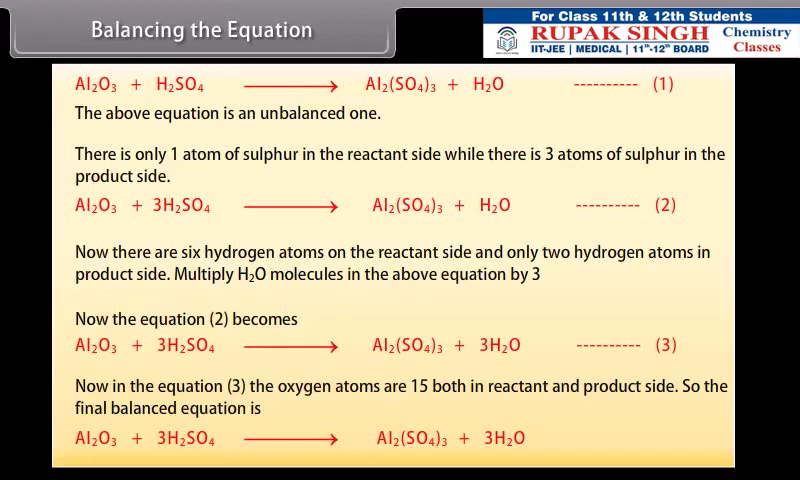 Balancing the Equation
For Class 11th & 12th Students
RUPAK SINGH
IIT-JEE | MEDICAL | 11ᵗʰ-12ᵗʰ BOARD
Chemistry
Classes
Al₂O₃ + H₂SO₄ ⟶ Al₂(SO₄)₃ + H₂O ---------- (1)
The above equation is an unbalanced one.
There is only 1 atom of sulphur in the reactant side while there is 3 atoms of sulphur in the
product side.
Al₂O₃ + 3H₂SO₄ ⟶ Al₂(SO₄)₃ + H₂O ---------- (2)
Now there are six hydrogen atoms on the reactant side and only two hydrogen atoms in
product side. Multiply H₂O molecules in the above equation by 3
Now the equation (2) becomes
Al₂O₃ + 3H₂SO₄ ⟶ Al₂(SO₄)₃ + 3H₂O ---------- (3)
Now in the equation (3) the oxygen atoms are 15 both in reactant and product side. So the
final balanced equation is
Al₂O₃ + 3H₂SO₄ ⟶ Al₂(SO₄)₃ + 3H₂O